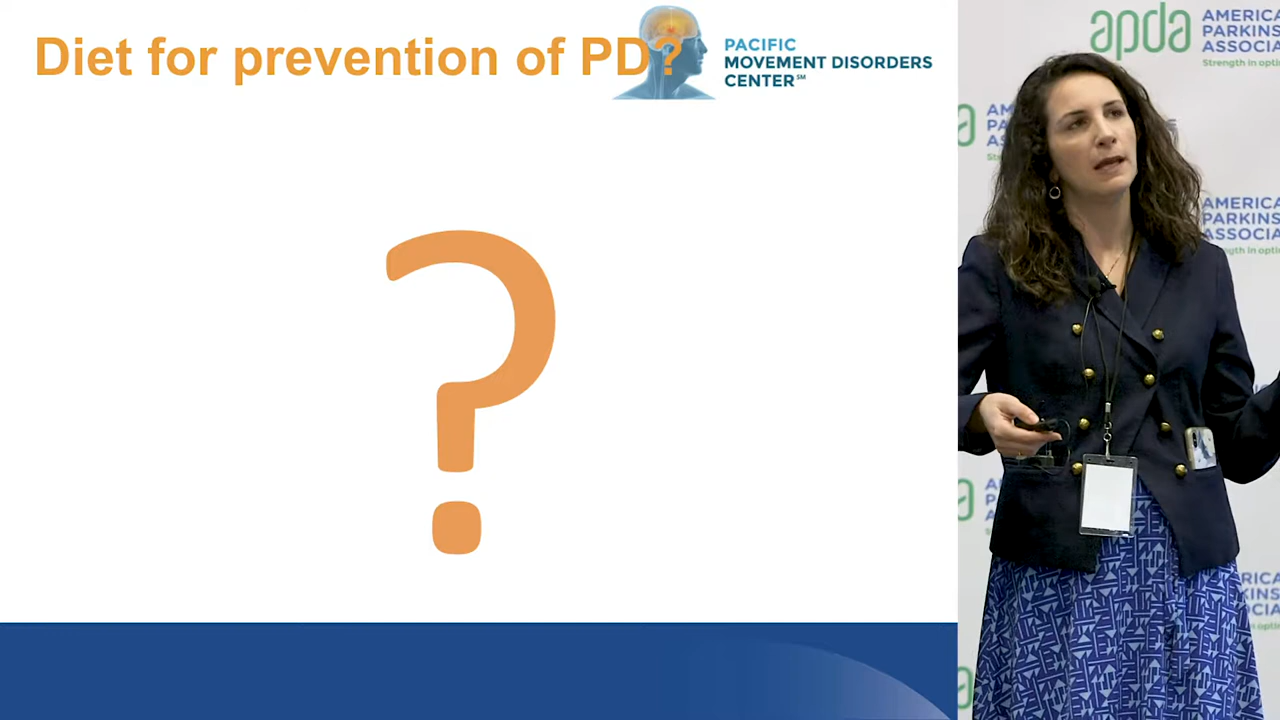 Diet for prevention of PD?
PACIFIC
MOVEMENT DISORDERS
CENTER℠
?
apda
AMERICA
PARKINS
ASSOCIA
Strength in opti
AMERICA
PARKINS
ASSOCIA